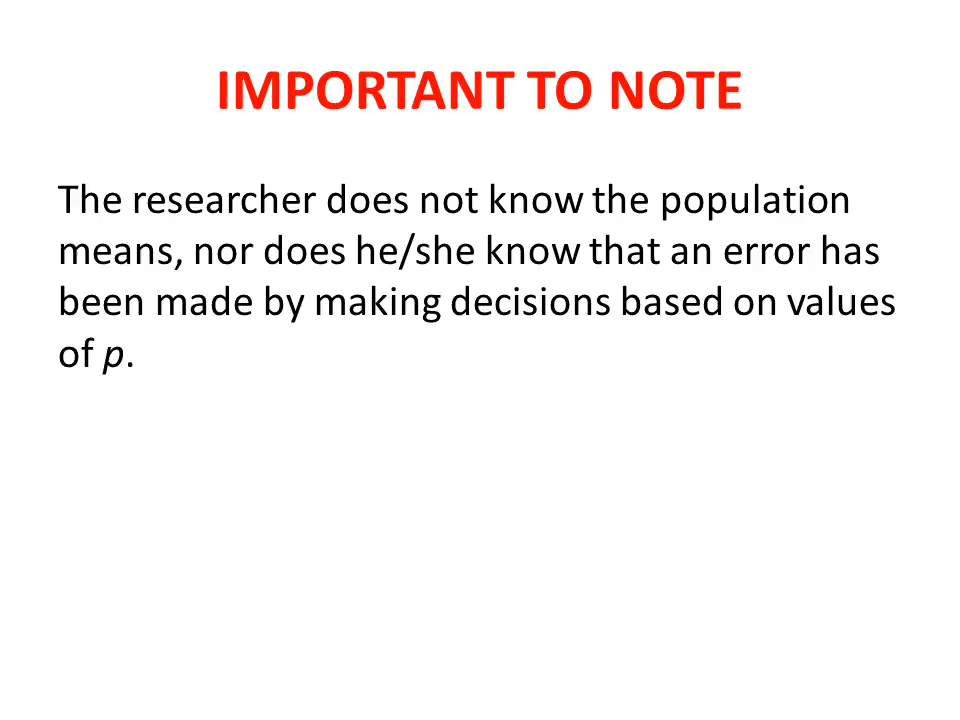 IMPORTANT TO NOTE
The researcher does not know the population
means, nor does he/she know that an error has
been made by making decisions based on values
of p.